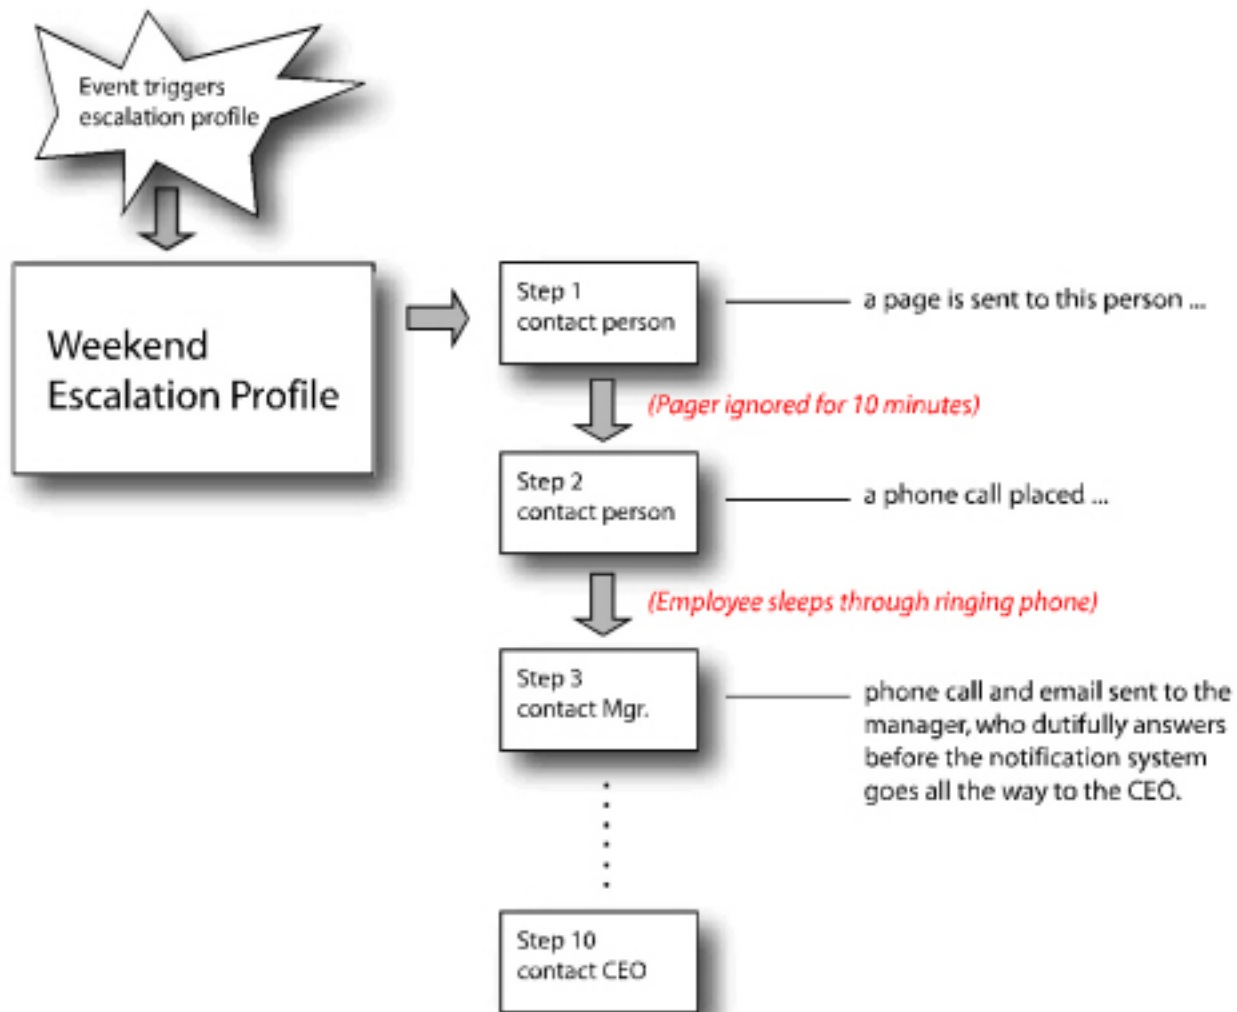 Event triggers
escalation profile
Weekend
Escalation Profile
Step 1
contact person
a page is sent to this person ...
(Pager ignored for 10 minutes)
Step 2
contact person
a phone call placed ...
(Employee sleeps through ringing phone)
Step 3
contact Mgr.
phone call and email sent to the
manager, who dutifully answers
before the notification system
goes all the way to the CEO.
Step 10
contact CEO